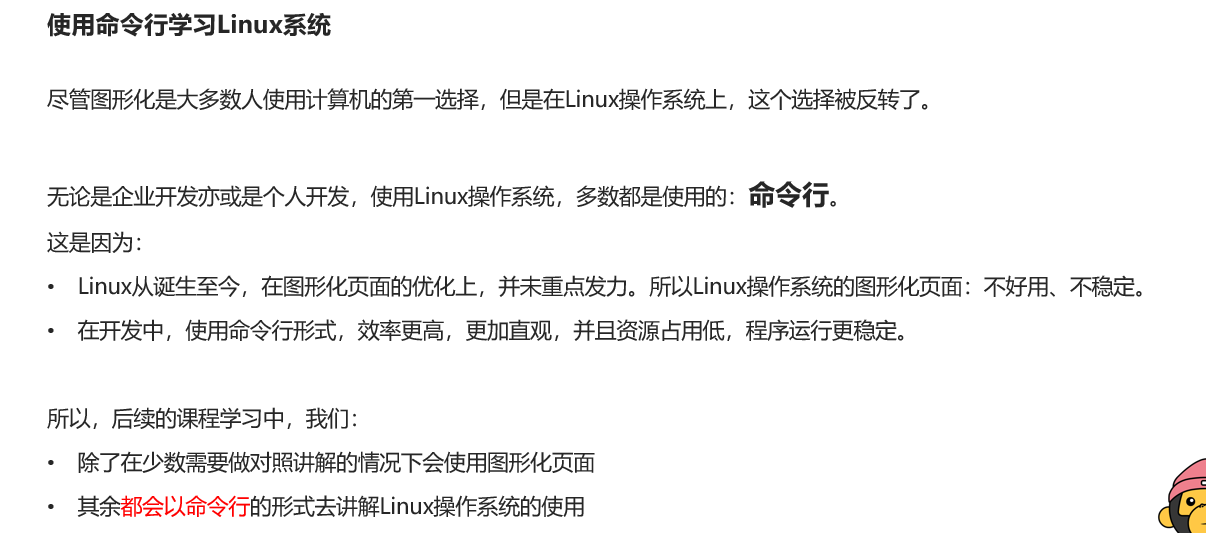 使用命令行学习Linux系统
尽管图形化是大多数人使用计算机的第一选择，但是在Linux操作系统上，这个选择被反转了。
无论是企业开发亦或是个人开发，使用Linux操作系统，多数都是使用的：命令行。
这是因为：
• Linux从诞生至今，在图形化页面的优化上，并未重点发力。所以Linux操作系统的图形化页面：不好用、不稳定。
• 在开发中，使用命令行形式，效率更高，更加直观，并且资源占用低，程序运行更稳定。
所以，后续的课程学习中，我们：
• 除了在少数需要做对照讲解的情况下会使用图形化页面
• 其余都会以命令行的形式去讲解Linux操作系统的使用